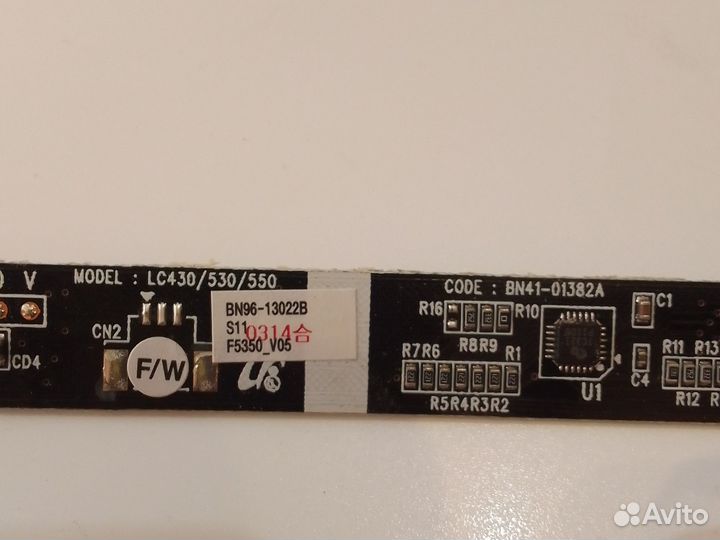 V
MODEL : LC430/530/550
CN2
CD4
F/W
BN96-13022B
S11 0314合
F5350_V05
CODE : BN41-01382A
R16
R10
R8R9
R7R6
R1
R5R4R3R2
U1
C1
C4
R11
R13
R12
R
Avito